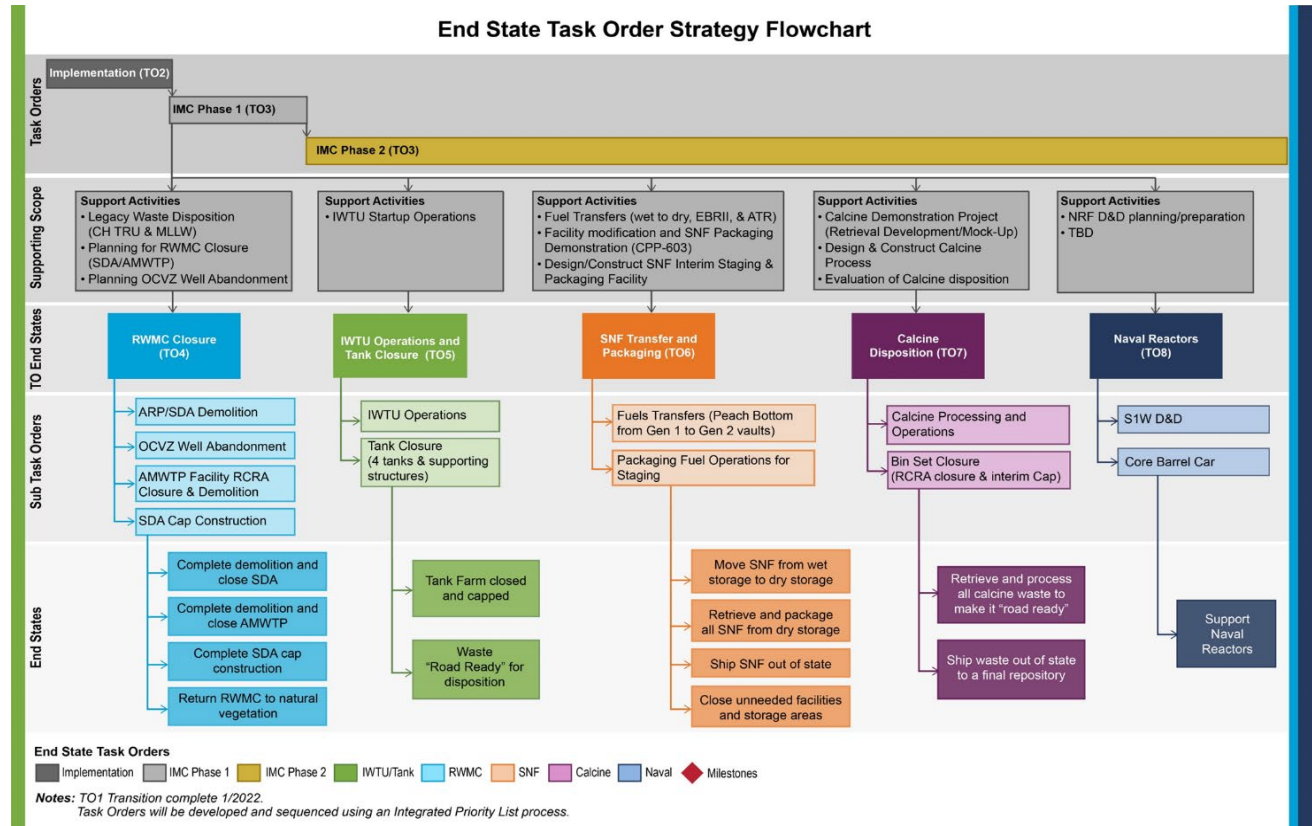 End State Task Order Strategy Flowchart
Task Orders
Implementation (TO2)
IMC Phase 1 (TO3)
IMC Phase 2 (TO3)
Supporting Scope
Support Activities
• Legacy Waste Disposition
(CH TRU & MLLW)
• Planning for RWMC Closure
(SDA/AMWTP)
• Planning OCVZ Well Abandonment
Support Activities
• IWTU Startup Operations
Support Activities
• Fuel Transfers (wet to dry, EBRII, & ATR)
• Facility modification and SNF Packaging
Demonstration (CPP-603)
• Design/Construct SNF Interim Staging &
Packaging Facility
Support Activities
• Calcine Demonstration Project
(Retrieval Development/Mock-Up)
• Design & Construct Calcine
Process
• Evaluation of Calcine disposition
Support Activities
• NRF D&D planning/preparation
• TBD
TO End States
RWMC Closure
(TO4)
IWTU Operations and
Tank Closure (TO5)
SNF Transfer and
Packaging (TO6)
Calcine
Disposition (TO7)
Naval Reactors
(TO8)
Sub Task Orders
ARP/SDA Demolition
OCVZ Well Abandonment
AMWTP Facility RCRA
Closure & Demolition
SDA Cap Construction
IWTU Operations
Tank Closure
(4 tanks & supporting
structures)
Fuels Transfers (Peach Bottom
from Gen 1 to Gen 2 vaults)
Packaging Fuel Operations for
Staging
Calcine Processing and
Operations
Bin Set Closure
(RCRA closure & interim Cap)
S1W D&D
Core Barrel Car
End States
Complete demolition and
close SDA
Complete demolition and
close AMWTP
Complete SDA cap
construction
Return RWMC to natural
vegetation
Tank Farm closed
and capped
Waste
“Road Ready” for
disposition
Move SNF from wet
storage to dry storage
Retrieve and package
all SNF from dry storage
Ship SNF out of state
Close unneeded facilities
and storage areas
Retrieve and process
all calcine waste to
make it “road ready”
Ship waste out of state
to a final repository
Support
Naval
Reactors
End State Task Orders
Implementation
IMC Phase 1
IMC Phase 2
IWTU/Tank
RWMC
SNF
Calcine
Naval
Milestones
Notes: TO1 Transition complete 1/2022.
Task Orders will be developed and sequenced using an Integrated Priority List process.